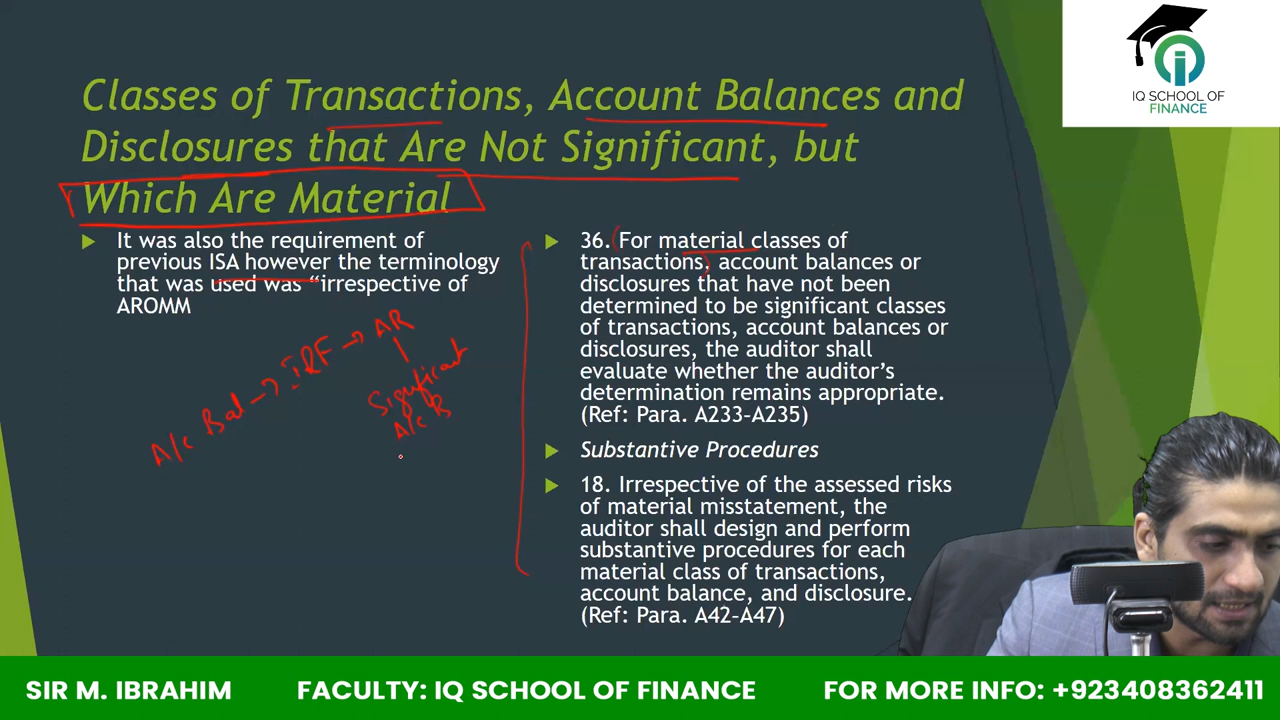 IQ SCHOOL OF
FINANCE
Classes of Transactions, Account Balances and
Disclosures that Are Not Significant, but
Which Are Material
It was also the requirement of
previous ISA however the terminology
that was used was “irrespective of
AROMM
A/c Bal → IRF → AR
Significant
A/c B
36. For material classes of
transactions, account balances or
disclosures that have not been
determined to be significant classes
of transactions, account balances or
disclosures, the auditor shall
evaluate whether the auditor’s
determination remains appropriate.
(Ref: Para. A233–A235)
Substantive Procedures
18. Irrespective of the assessed risks
of material misstatement, the
auditor shall design and perform
substantive procedures for each
material class of transactions,
account balance, and disclosure.
(Ref: Para. A42–A47)
SIR M. IBRAHIM FACULTY: IQ SCHOOL OF FINANCE FOR MORE INFO: +923408362411